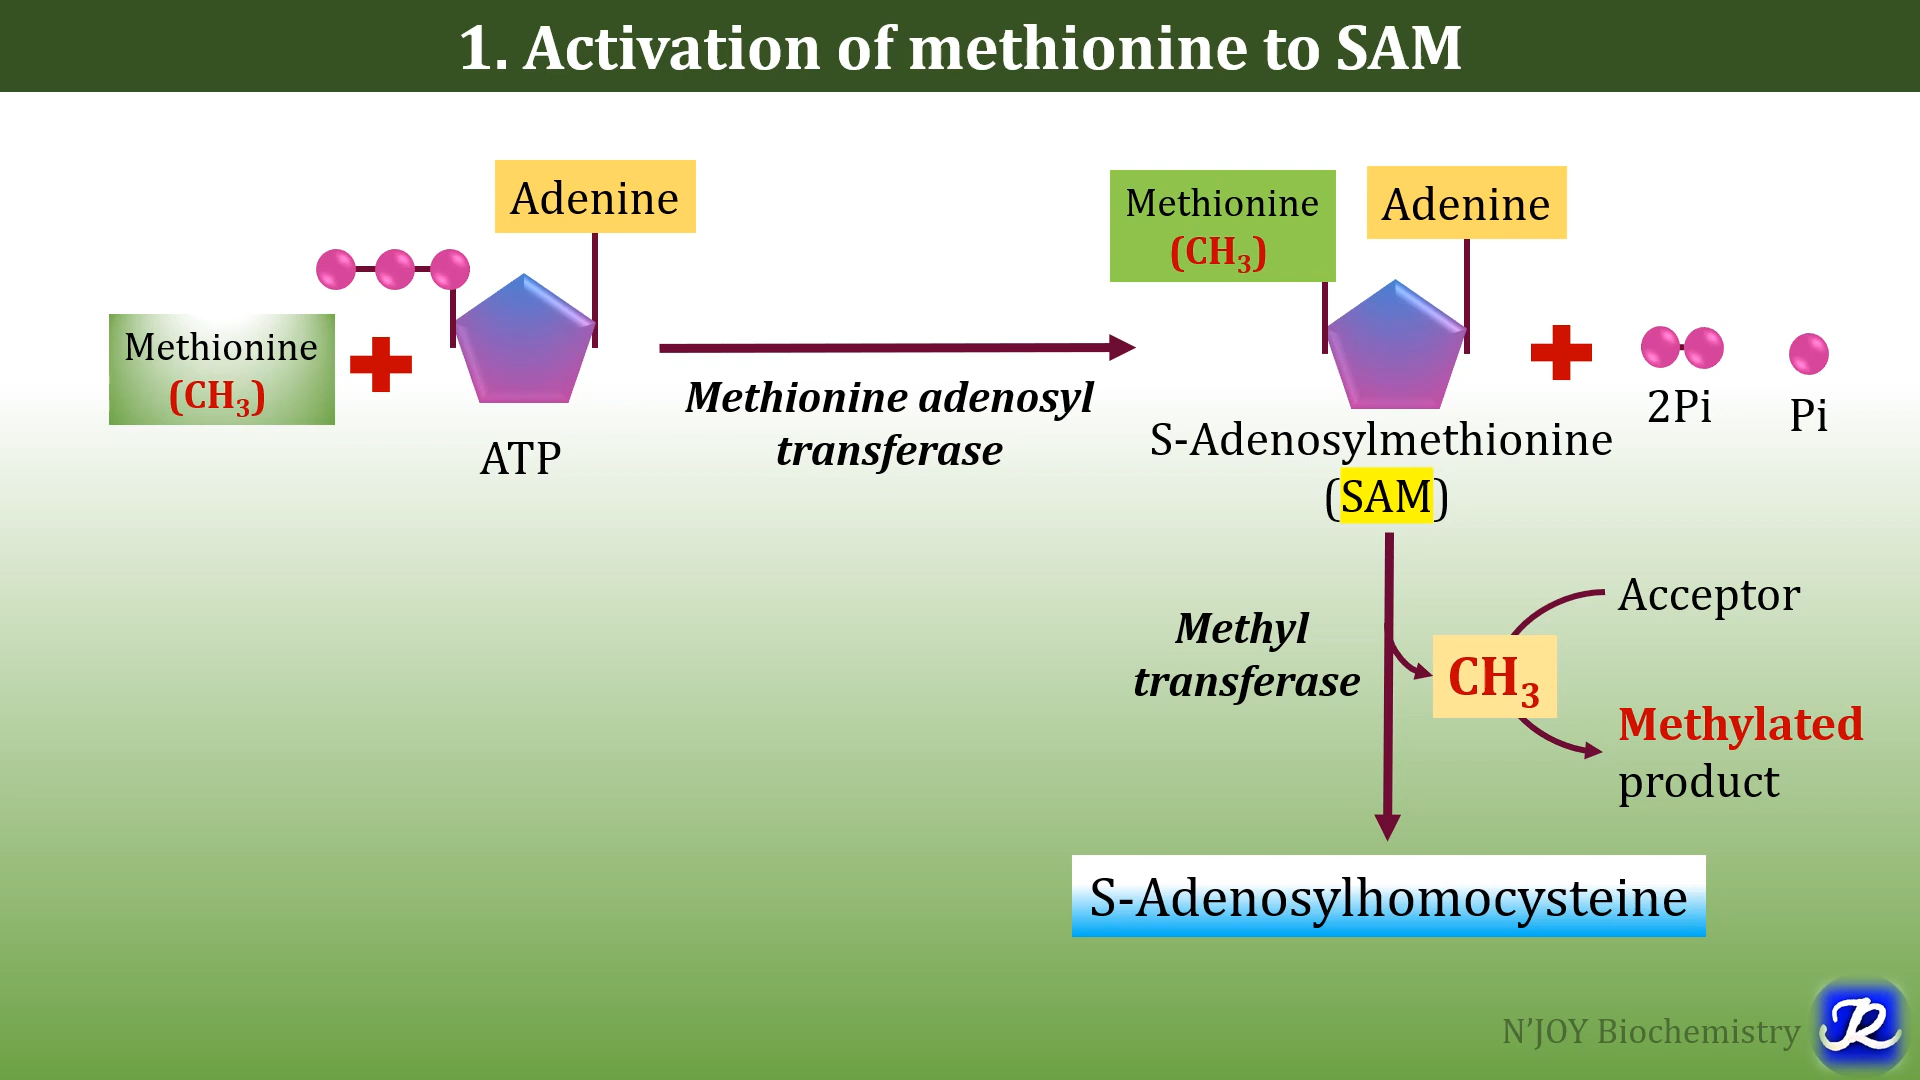 1. Activation of methionine to SAM
Adenine
Methionine
(CH₃)
ATP
Methionine adenosyl
transferase
Methionine
(CH₃)
Adenine
S-Adenosylmethionine
(SAM)
2Pi
Pi
Methyl
transferase
Acceptor
CH₃
Methylated
product
S-Adenosylhomocysteine
N’JOY Biochemistry
R